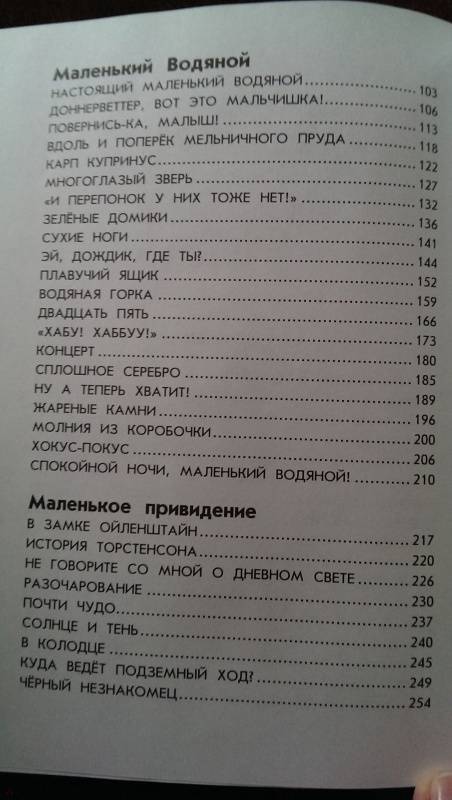 Маленький Водяной
НАСТОЯЩИЙ МАЛЕНЬКИЙ ВОДЯНОЙ 103
ДОННЕРВЕТТЕР, ВОТ ЭТО МАЛЬЧИШКА! 106
ПОВЕРНИСЬ-КА, МАЛЫШ! 113
ВДОЛЬ И ПОПЕРЁК МЕЛЬНИЧНОГО ПРУДА 118
КАРП КУПРИНУС 122
МНОГОГЛАЗЫЙ ЗВЕРЬ 127
«И ПЕРЕПОНОК У НИХ ТОЖЕ НЕТ!» 132
ЗЕЛЁНЫЕ ДОМИКИ 136
СУХИЕ НОГИ 141
ЭЙ, ДОЖДИК, ГДЕ ТЫ? 144
ПЛАВУЧИЙ ЯЩИК 152
ВОДЯНАЯ ГОРКА 159
ДВАДЦАТЬ ПЯТЬ 166
«ХАБУ! ХАББУУ!» 173
КОНЦЕРТ 180
СПЛОШНОЕ СЕРЕБРО 185
НУ А ТЕПЕРЬ ХВАТИТ! 189
ЖАРЕНЫЕ КАМНИ 196
МОЛНИЯ ИЗ КОРОБОЧКИ 200
ХОКУС-ПОКУС 206
СПОКОЙНОЙ НОЧИ, МАЛЕНЬКИЙ ВОДЯНОЙ! 210
Маленькое привидение
В ЗАМКЕ ОЙЛЕНШТАЙН 217
ИСТОРИЯ ТОРСТЕНСОНА 220
НЕ ГОВОРИТЕ СО МНОЙ О ДНЕВНОМ СВЕТЕ 226
РАЗОЧАРОВАНИЕ 230
ПОЧТИ ЧУДО 237
СОЛНЦЕ И ТЕНЬ 240
В КОЛОДЦЕ 245
КУДА ВЕДЁТ ПОДЗЕМНЫЙ ХОД? 249
ЧЁРНЫЙ НЕЗНАКОМЕЦ 254